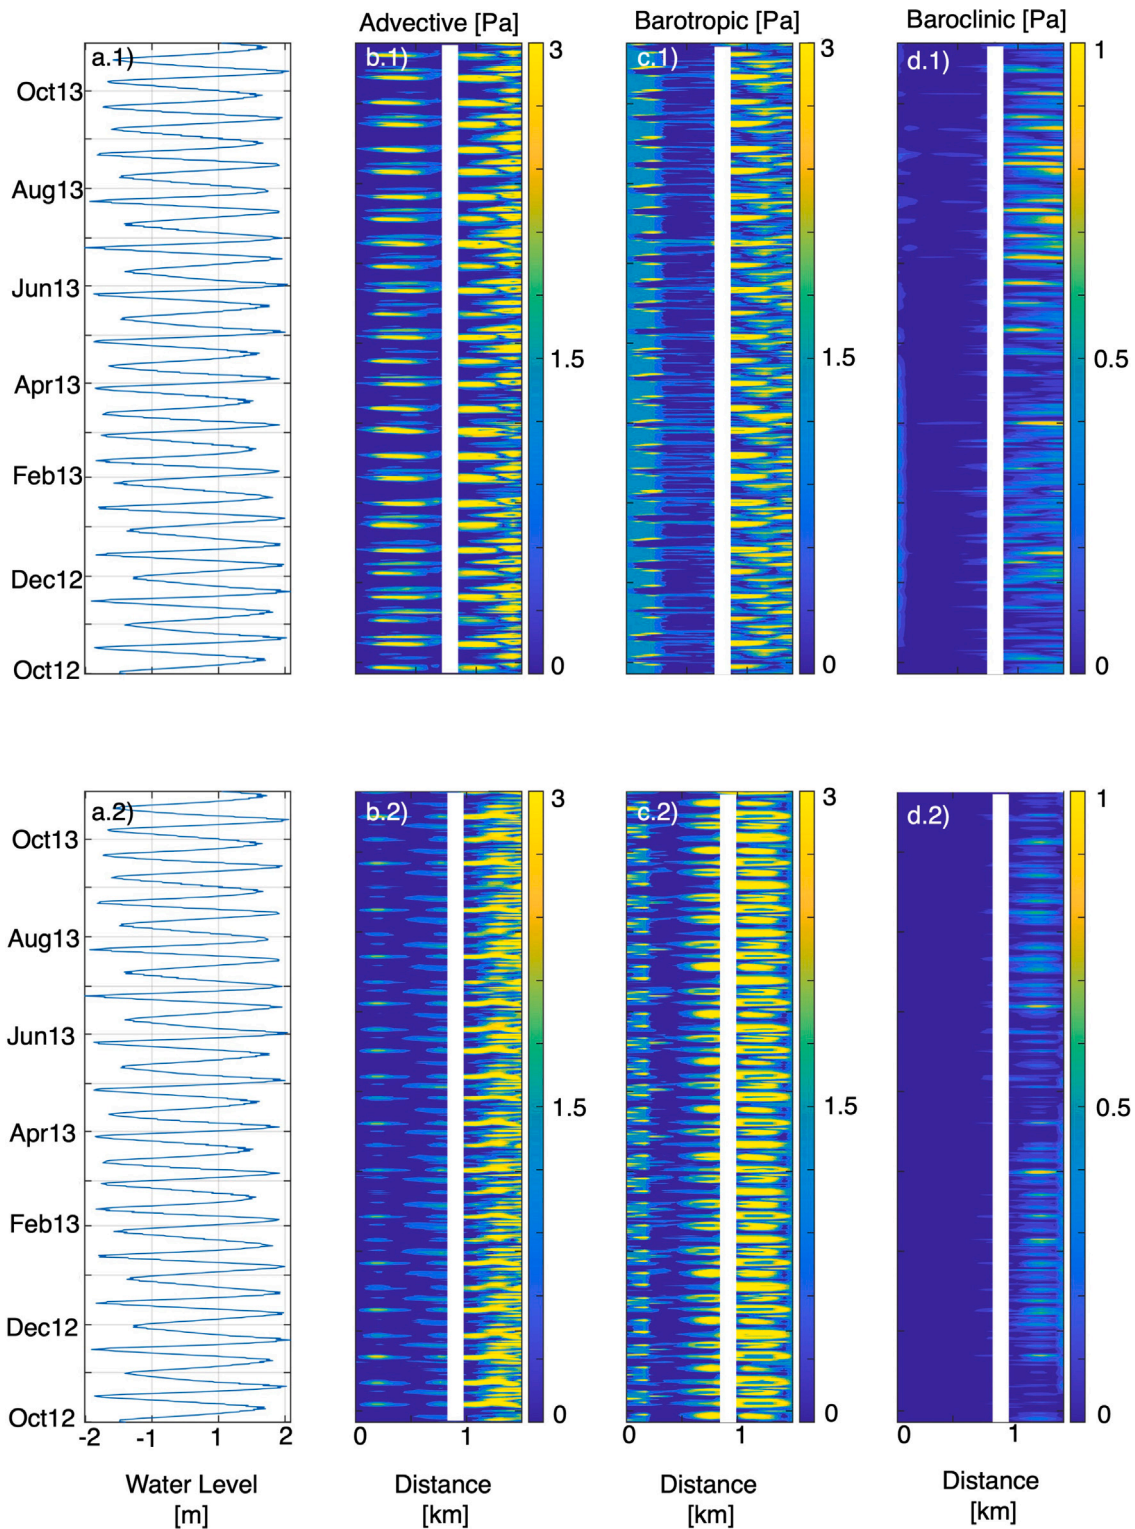 Advective [Pa] Barotropic [Pa] Baroclinic [Pa]
a.1) b.1) c.1) d.1)
3 3 1
Oct13
Aug13
Jun13
1.5 1.5 0.5
Apr13
Feb13
Dec12
Oct12 0 0 0
a.2) b.2) c.2) d.2)
3 3 1
Oct13
Aug13
Jun13
1.5 1.5 0.5
Apr13
Feb13
Dec12
Oct12 0 0 0
-2 -1 1 2 0 1 0 1 0 1
Water Level Distance Distance Distance
[m] [km] [km] [km]